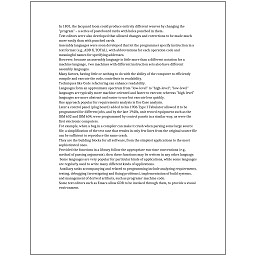 In 1801, the Jacquard loom could produce entirely different weaves by changing the
"program" – a series of pasteboard cards with holes punched in them.
Text editors were also developed that allowed changes and corrections to be made much
more easily than with punched cards.
Assembly languages were soon developed that let the programmer specify instruction in a
text format (e.g., ADD X, TOTAL), with abbreviations for each operation code and
meaningful names for specifying addresses.
However, because an assembly language is little more than a different notation for a
machine language, two machines with different instruction sets also have different
assembly languages.
Many factors, having little or nothing to do with the ability of the computer to efficiently
compile and execute the code, contribute to readability.
Techniques like Code refactoring can enhance readability.
Languages form an approximate spectrum from "low-level" to "high-level"; "low-level"
languages are typically more machine-oriented and faster to execute, whereas "high-level"
languages are more abstract and easier to use but execute less quickly.
One approach popular for requirements analysis is Use Case analysis.
Later a control panel (plug board) added to his 1906 Type I Tabulator allowed it to be
programmed for different jobs, and by the late 1940s, unit record equipment such as the
IBM 602 and IBM 604, were programmed by control panels in a similar way, as were the
first electronic computers.
For example, when a bug in a compiler can make it crash when parsing some large source
file, a simplification of the test case that results in only few lines from the original source file
can be sufficient to reproduce the same crash.
They are the building blocks for all software, from the simplest applications to the most
sophisticated ones.
Provided the functions in a library follow the appropriate run-time conventions (e.g.,
method of passing arguments), then these functions may be written in any other language.
Some languages are very popular for particular kinds of applications, while some languages
are regularly used to write many different kinds of applications.
Auxiliary tasks accompanying and related to programming include analyzing requirements,
testing, debugging (investigating and fixing problems), implementation of build systems,
and management of derived artifacts, such as programs' machine code.
Some text editors such as Emacs allow GDB to be invoked through them, to provide a visual
environment.